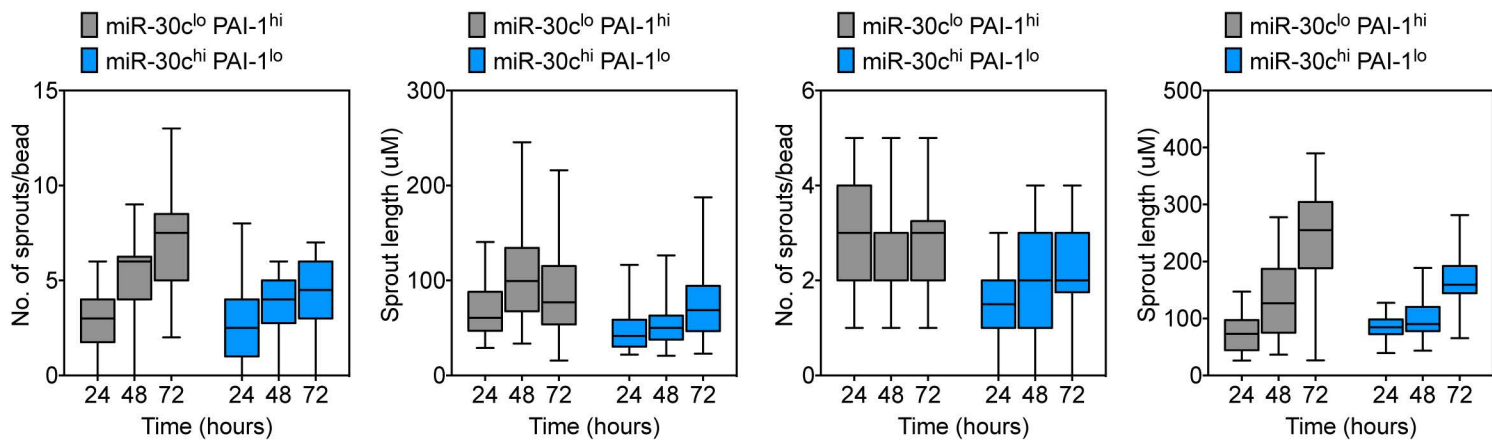 miR-30c^lo PAI-1^hi
miR-30c^hi PAI-1^lo
No. of sprouts/bead
15
10
5
0
24 48 72 24 48 72
Time (hours)
miR-30c^lo PAI-1^hi
miR-30c^hi PAI-1^lo
Sprout length (uM)
300
200
100
0
24 48 72 24 48 72
Time (hours)
miR-30c^lo PAI-1^hi
miR-30c^hi PAI-1^lo
No. of sprouts/bead
6
4
2
0
24 48 72 24 48 72
Time (hours)
miR-30c^lo PAI-1^hi
miR-30c^hi PAI-1^lo
Sprout length (uM)
500
400
300
200
100
0
24 48 72 24 48 72
Time (hours)